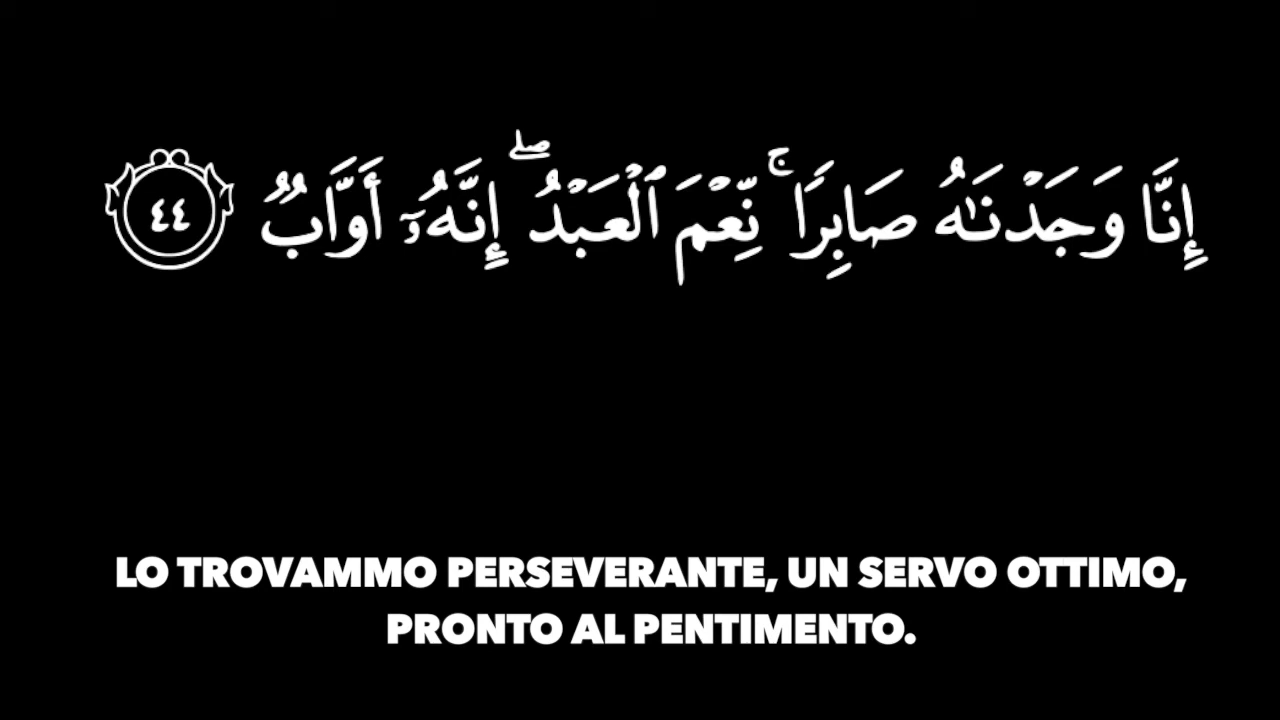 إِنَّا وَجَدْنَـٰهُ صَابِرًا ۚ نِّعْمَ ٱلْعَبْدُ ۖ إِنَّهُۥٓ أَوَّابٌ ٤٤
LO TROVAMMO PERSEVERANTE, UN SERVO OTTIMO,
PRONTO AL PENTIMENTO.